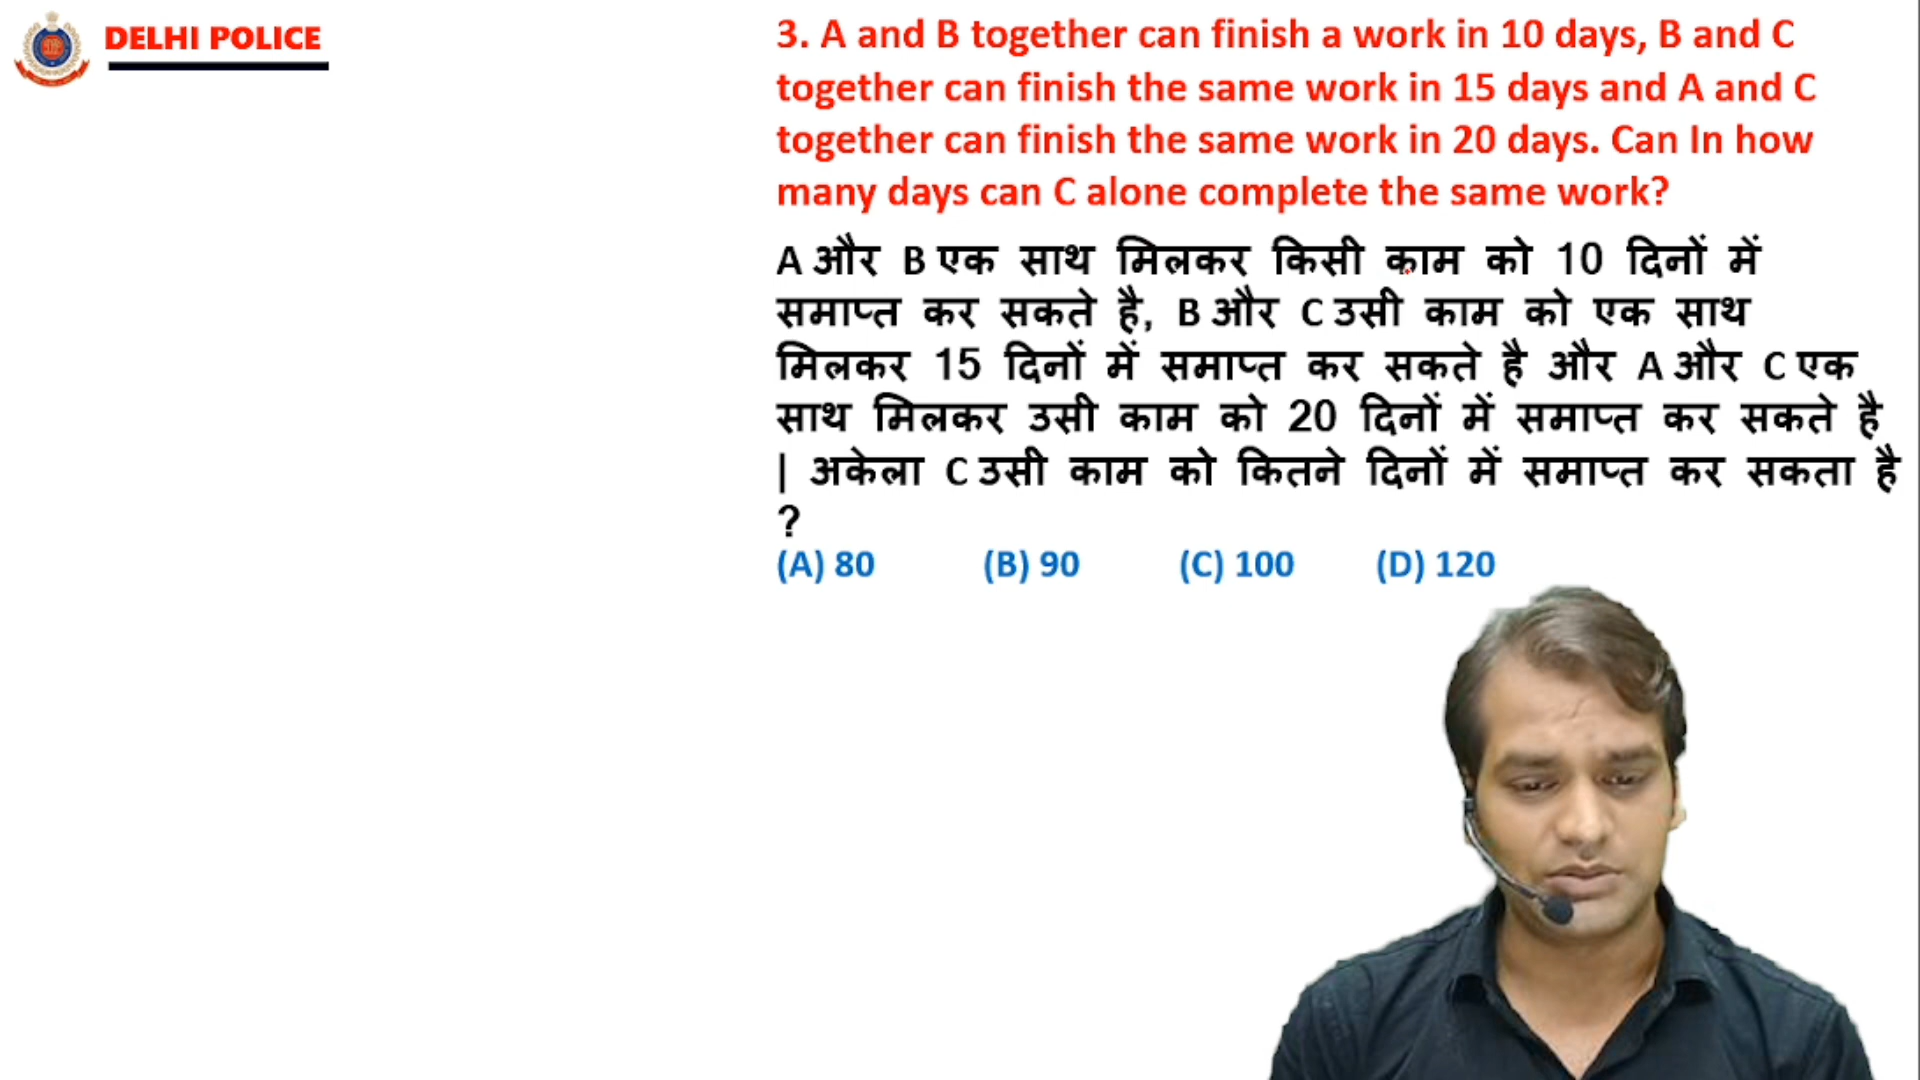 DELHI POLICE
3. A and B together can finish a work in 10 days, B and C
together can finish the same work in 15 days and A and C
together can finish the same work in 20 days. Can In how
many days can C alone complete the same work?
A और B एक साथ मिलकर किसी काम को 10 दिनों में
समाप्त कर सकते है, B और C उसी काम को एक साथ
मिलकर 15 दिनों में समाप्त कर सकते है और A और C एक
साथ मिलकर उसी काम को 20 दिनों में समाप्त कर सकते है
| अकेला C उसी काम को कितने दिनों में समाप्त कर सकता है
?
(A) 80 (B) 90 (C) 100 (D) 120